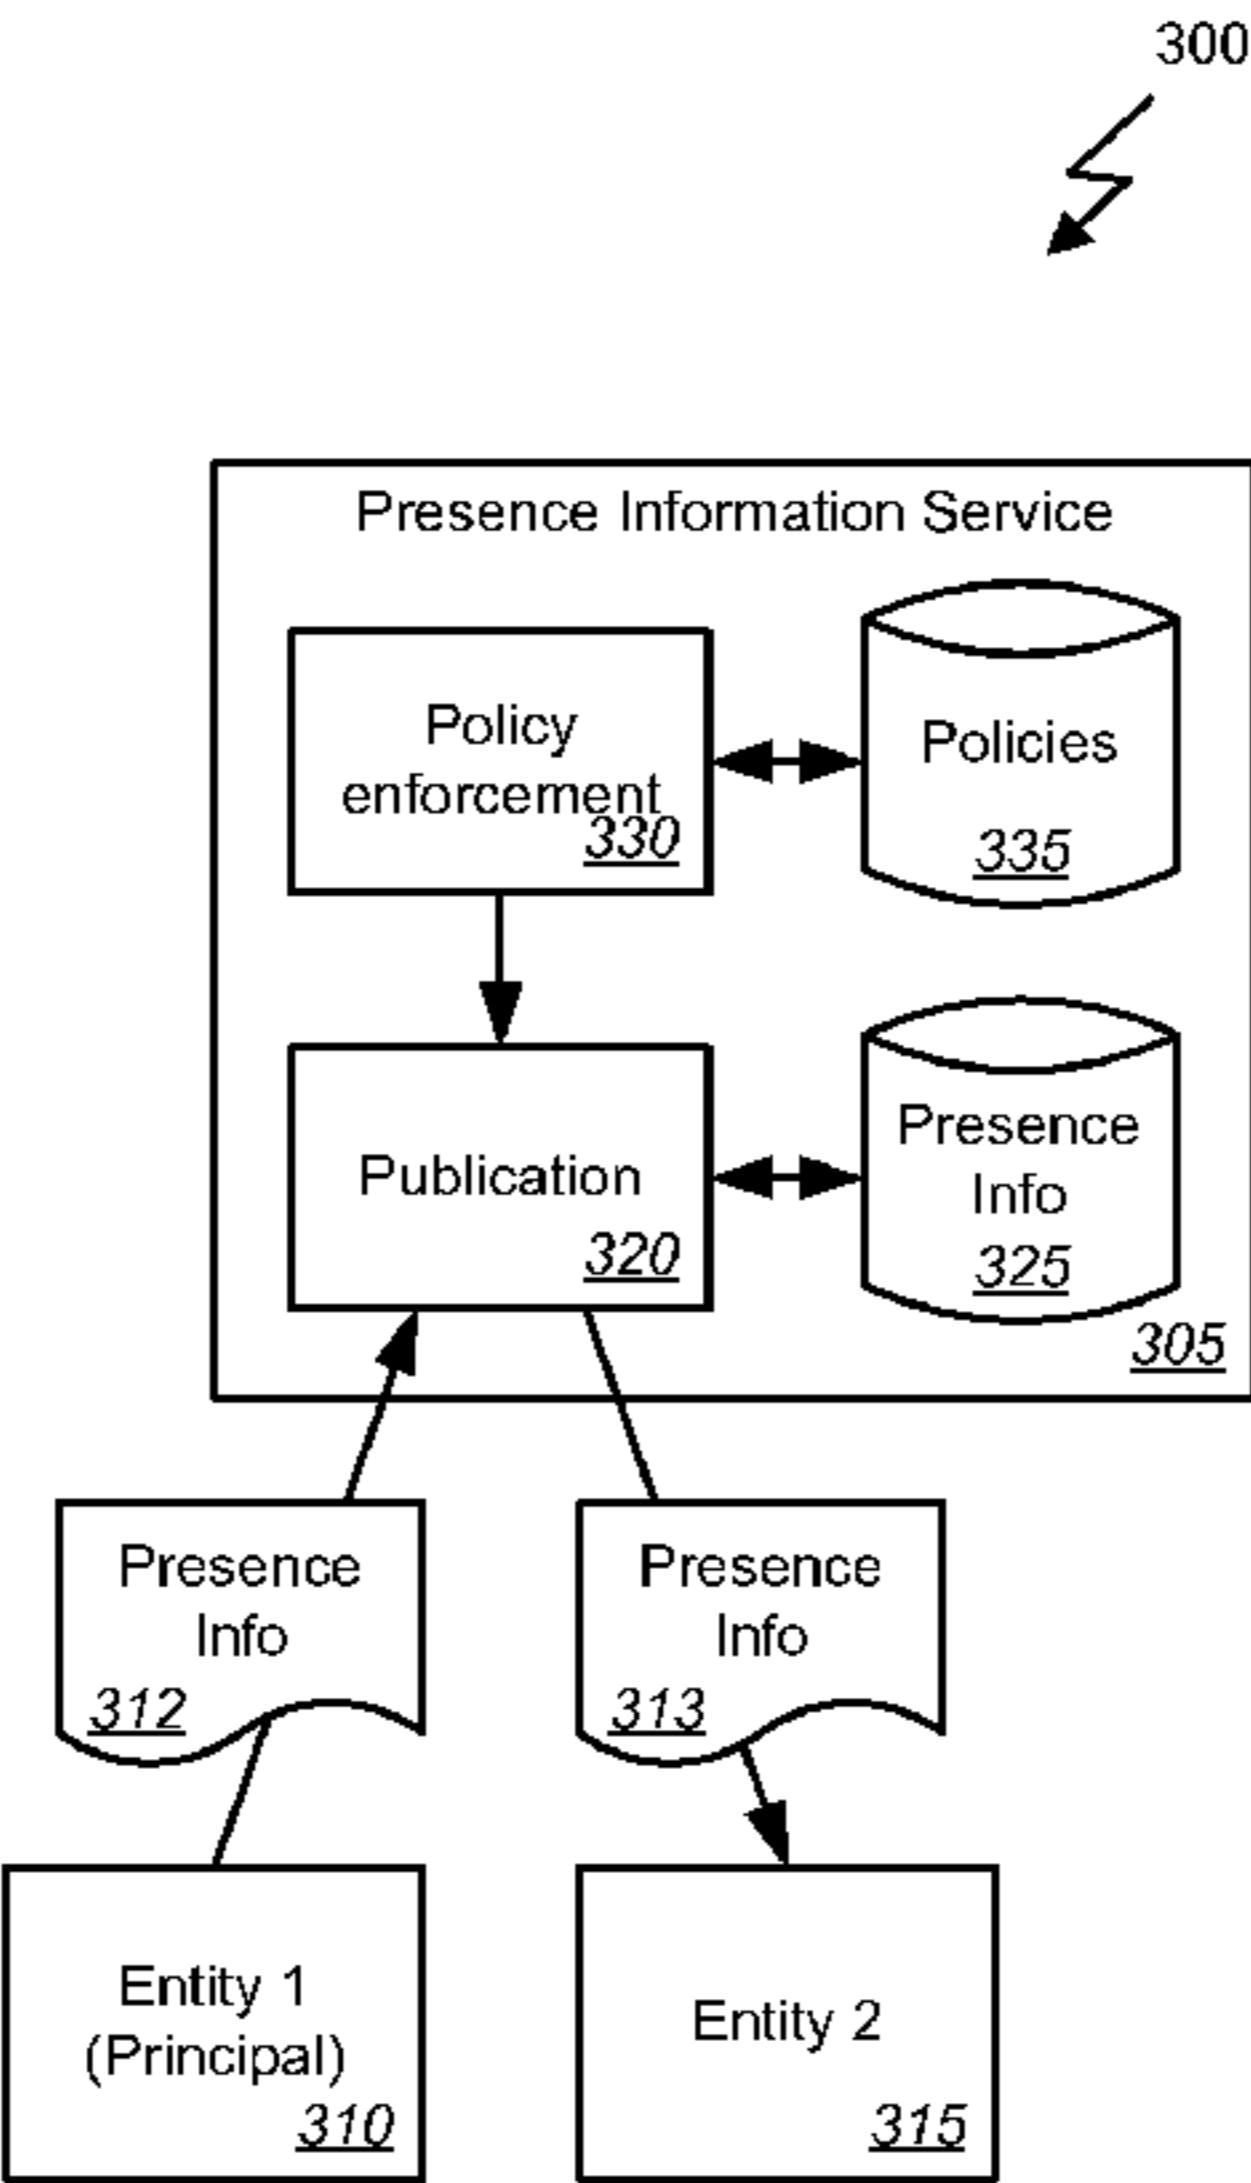 300
Presence Information Service
Policy
enforcement
330
Policies
335
Publication
320
Presence
Info
325
305
Presence
Info
312
Presence
Info
313
Entity 1
(Principal)
310
Entity 2
315